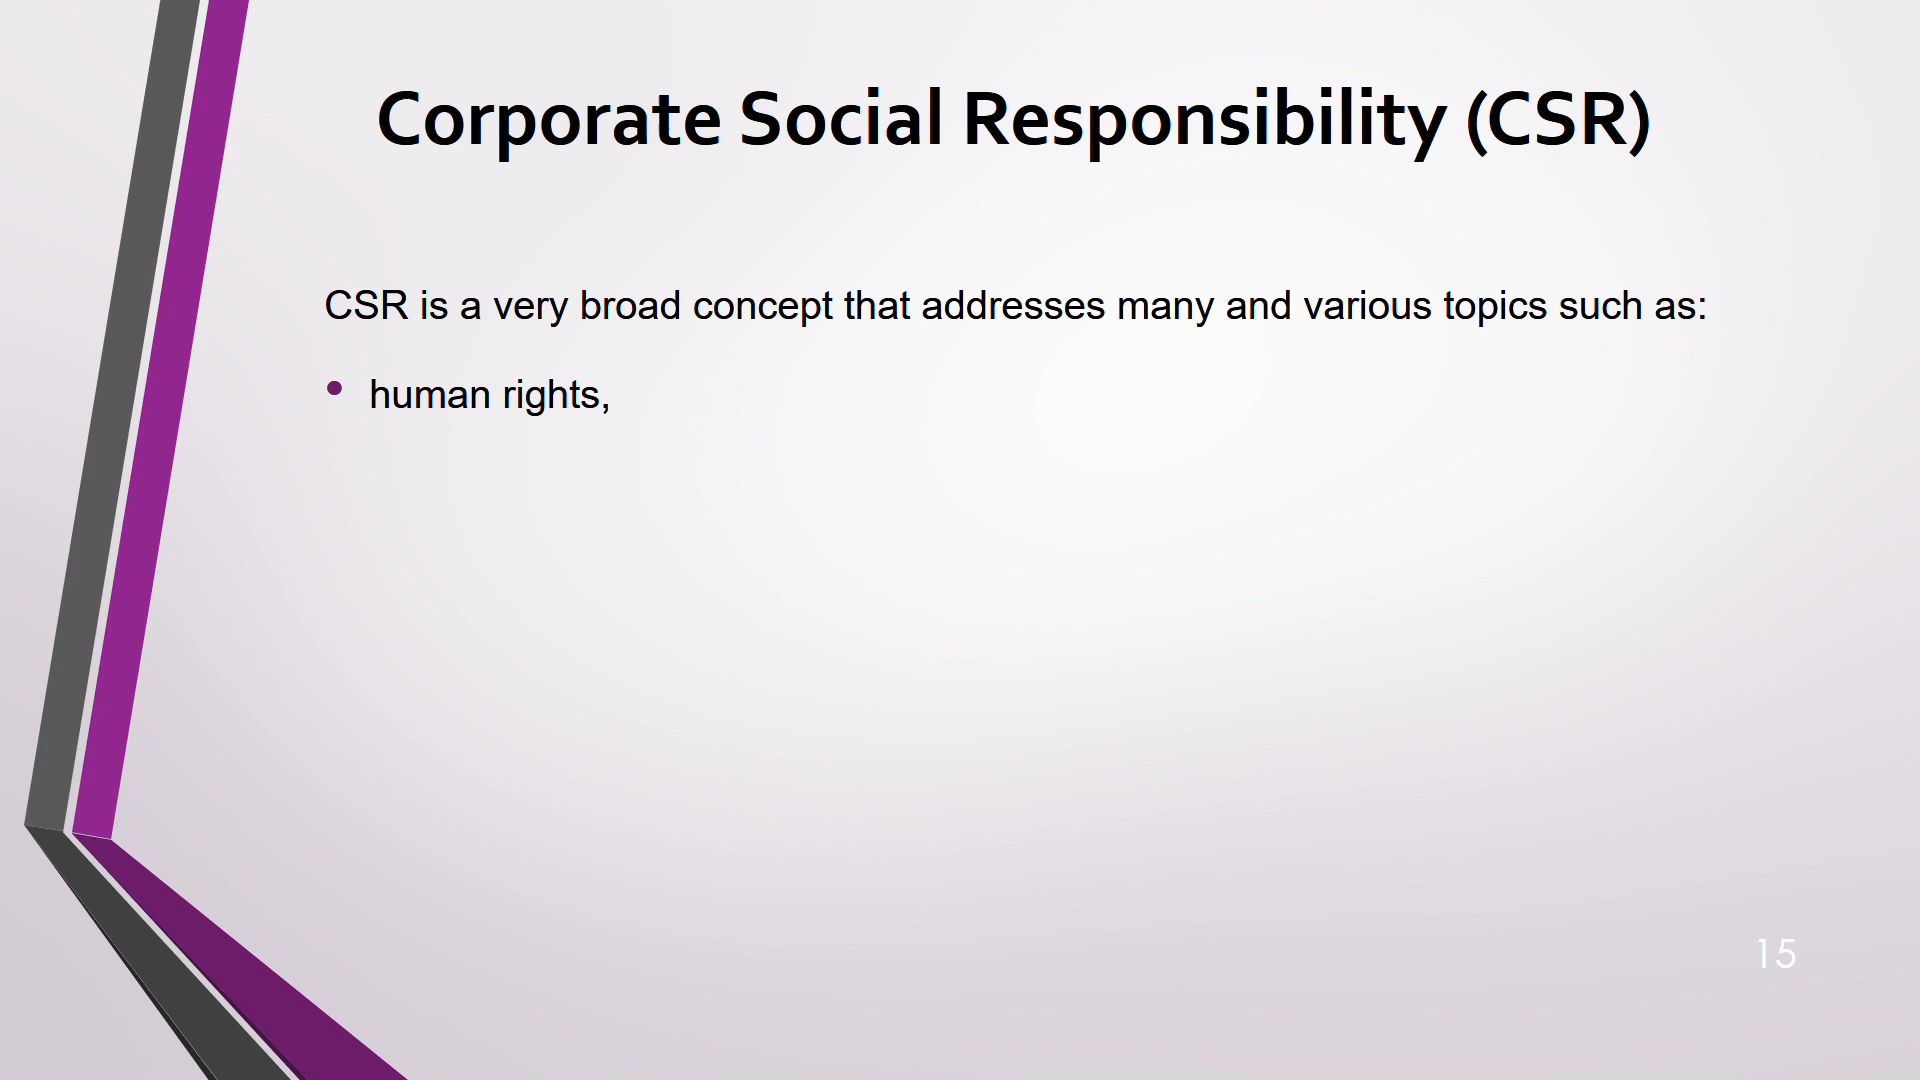 Corporate Social Responsibility (CSR)
CSR is a very broad concept that addresses many and various topics such as:
• human rights,
15